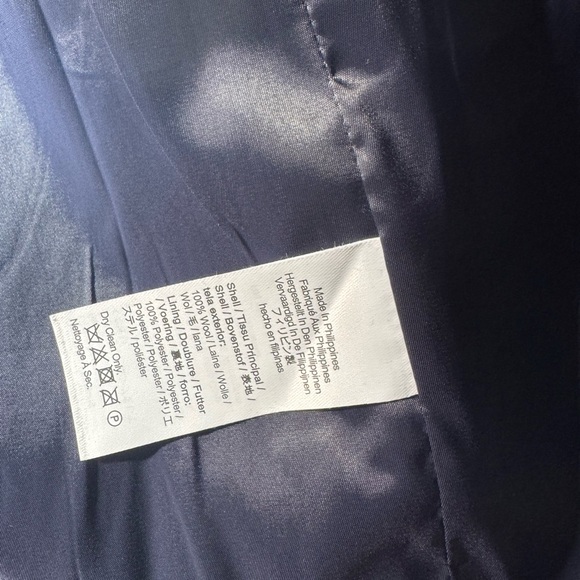 Made in Philippines
Fabriqué Aux Philippines
Hergestellt In Den Philippinen
Vervaardigd In De Filippijnen
フィリピン製
hecho en filipinas
Shell / Tissu Principal /
Shell / Bovenstof / 表地 /
tela exterior:
100% Wool / Laine / Wolle /
Wol / 毛 / lana
Lining / Doublure / Futter
/ Voering / 裏地 / forro:
100% Polyester / Polyester /
Polyester / Polyester / ポリエ
ステル / poliéster
Dry Clean Only
P
Nettoyage À Sec